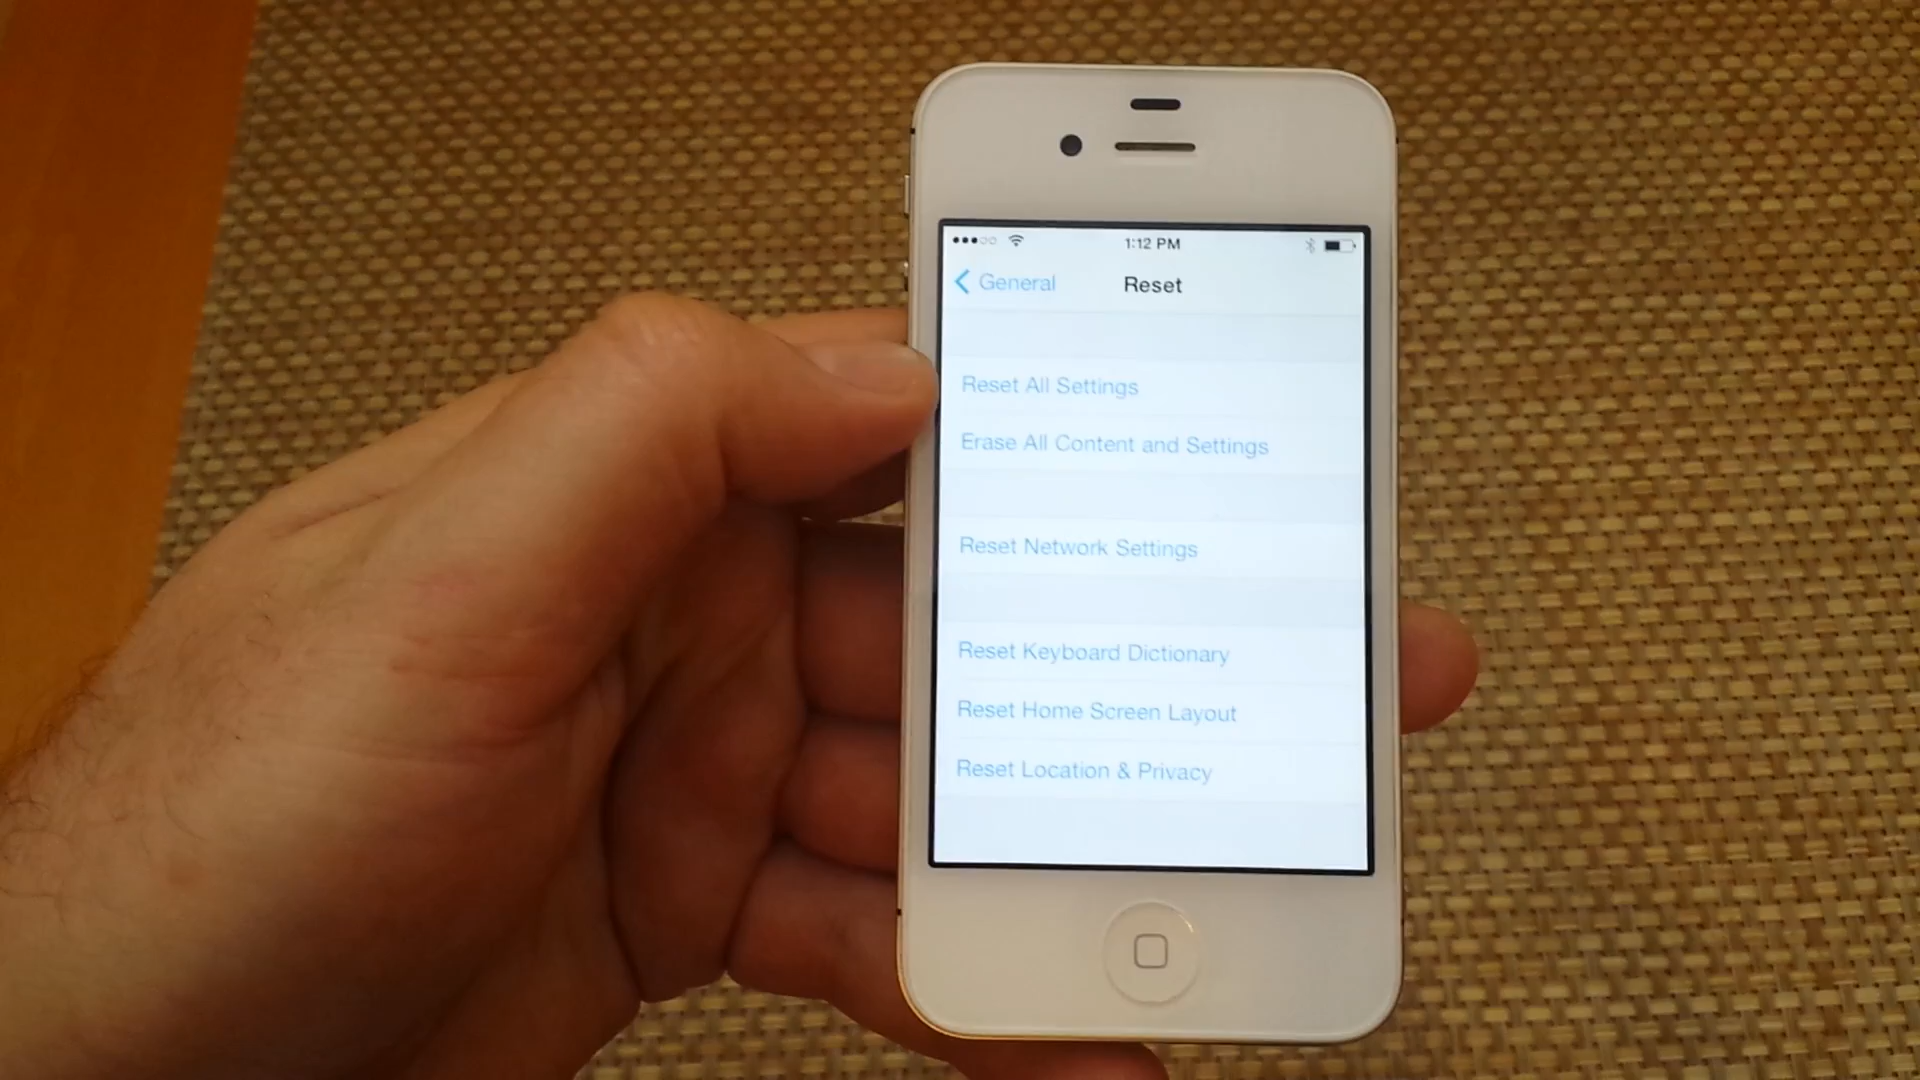 1:12 PM
General
Reset
Reset All Settings
Erase All Content and Settings
Reset Network Settings
Reset Keyboard Dictionary
Reset Home Screen Layout
Reset Location & Privacy